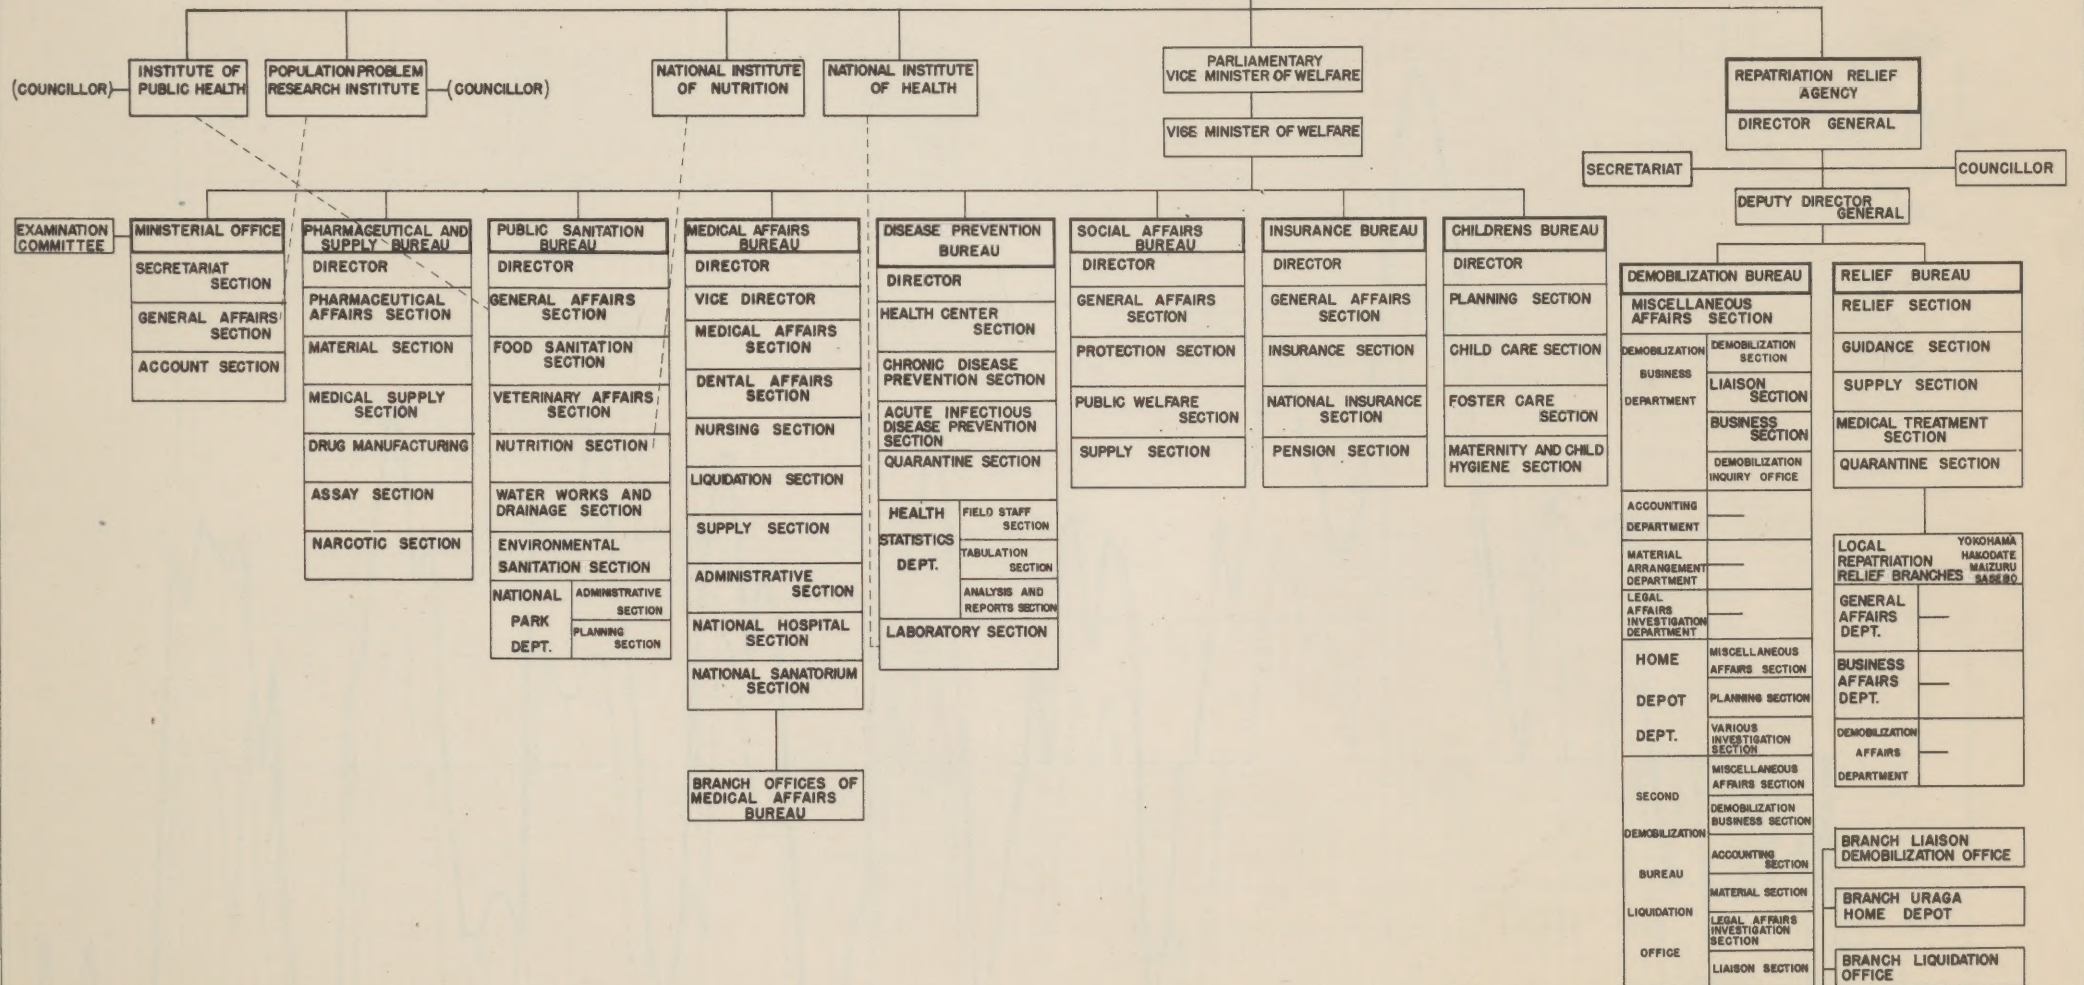 (COUNCILLOR)
INSTITUTE OF
PUBLIC HEALTH
POPULATION PROBLEM
RESEARCH INSTITUTE
(COUNCILLOR)
NATIONAL INSTITUTE
OF NUTRITION
NATIONAL INSTITUTE
OF HEALTH
PARLIAMENTARY
VICE MINISTER OF WELFARE
VICE MINISTER OF WELFARE
REPATRIATION RELIEF
AGENCY
DIRECTOR GENERAL
SECRETARIAT
COUNCILLOR
DEPUTY DIRECTOR
GENERAL
EXAMINATION
COMMITTEE
MINISTERIAL OFFICE
SECRETARIAT
SECTION
GENERAL AFFAIRS
SECTION
ACCOUNT SECTION
PHARMACEUTICAL AND
SUPPLY BUREAU
DIRECTOR
PHARMACEUTICAL
AFFAIRS SECTION
MATERIAL SECTION
MEDICAL SUPPLY
SECTION
DRUG MANUFACTURING
ASSAY SECTION
NARCOTIC SECTION
PUBLIC SANITATION
BUREAU
DIRECTOR
GENERAL AFFAIRS
SECTION
FOOD SANITATION
SECTION
VETERINARY AFFAIRS
SECTION
NUTRITION SECTION
WATER WORKS AND
DRAINAGE SECTION
ENVIRONMENTAL
SANITATION SECTION
NATIONAL
PARK
DEPT.
ADMINISTRATIVE
SECTION
PLANNING
SECTION
MEDICAL AFFAIRS
BUREAU
DIRECTOR
VICE DIRECTOR
MEDICAL AFFAIRS
SECTION
DENTAL AFFAIRS
SECTION
NURSING SECTION
LIQUIDATION SECTION
SUPPLY SECTION
ADMINISTRATIVE
SECTION
NATIONAL HOSPITAL
SECTION
NATIONAL SANATORIUM
SECTION
BRANCH OFFICES OF
MEDICAL AFFAIRS
BUREAU
DISEASE PREVENTION
BUREAU
DIRECTOR
HEALTH CENTER
SECTION
CHRONIC DISEASE
PREVENTION SECTION
ACUTE INFECTIOUS
DISEASE PREVENTION
SECTION
QUARANTINE SECTION
HEALTH
STATISTICS
DEPT.
FIELD STAFF
SECTION
TABULATION
SECTION
ANALYSIS AND
REPORTS SECTION
LABORATORY SECTION
SOCIAL AFFAIRS
BUREAU
DIRECTOR
GENERAL AFFAIRS
SECTION
PROTECTION SECTION
PUBLIC WELFARE
SECTION
SUPPLY SECTION
INSURANCE BUREAU
DIRECTOR
GENERAL AFFAIRS
SECTION
INSURANCE SECTION
NATIONAL INSURANCE
SECTION
PENSION SECTION
CHILDRENS BUREAU
DIRECTOR
PLANNING SECTION
CHILD CARE SECTION
FOSTER CARE
SECTION
MATERNITY AND CHILD
HYGIENE SECTION
DEMOBILIZATION BUREAU
MISCELLANEOUS
AFFAIRS SECTION
DEMOBILIZATION
BUSINESS
DEPARTMENT
DEMOBILIZATION
SECTION
LIAISON
SECTION
BUSINESS
SECTION
DEMOBILIZATION
INQUIRY OFFICE
ACCOUNTING
DEPARTMENT
MATERIAL
ARRANGEMENT
DEPARTMENT
LEGAL
AFFAIRS
INVESTIGATION
DEPARTMENT
HOME
DEPOT
DEPT.
MISCELLANEOUS
AFFAIRS SECTION
PLANNING SECTION
VARIOUS
INVESTIGATION
SECTION
SECOND
DEMOBILIZATION
BUREAU
LIQUIDATION
OFFICE
MISCELLANEOUS
AFFAIRS SECTION
DEMOBILIZATION
BUSINESS SECTION
ACCOUNTING
SECTION
MATERIAL SECTION
LEGAL AFFAIRS
INVESTIGATION
SECTION
LIAISON SECTION
RELIEF BUREAU
RELIEF SECTION
GUIDANCE SECTION
SUPPLY SECTION
MEDICAL TREATMENT
SECTION
QUARANTINE SECTION
LOCAL
REPATRIATION
RELIEF BRANCHES
YOKOHAMA
HAKODATE
MAIZURU
SASEBO
GENERAL
AFFAIRS
DEPT.
BUSINESS
AFFAIRS
DEPT.
DEMOBILIZATION
AFFAIRS
DEPARTMENT
BRANCH LIAISON
DEMOBILIZATION OFFICE
BRANCH URAGA
HOME DEPOT
BRANCH LIQUIDATION
OFFICE